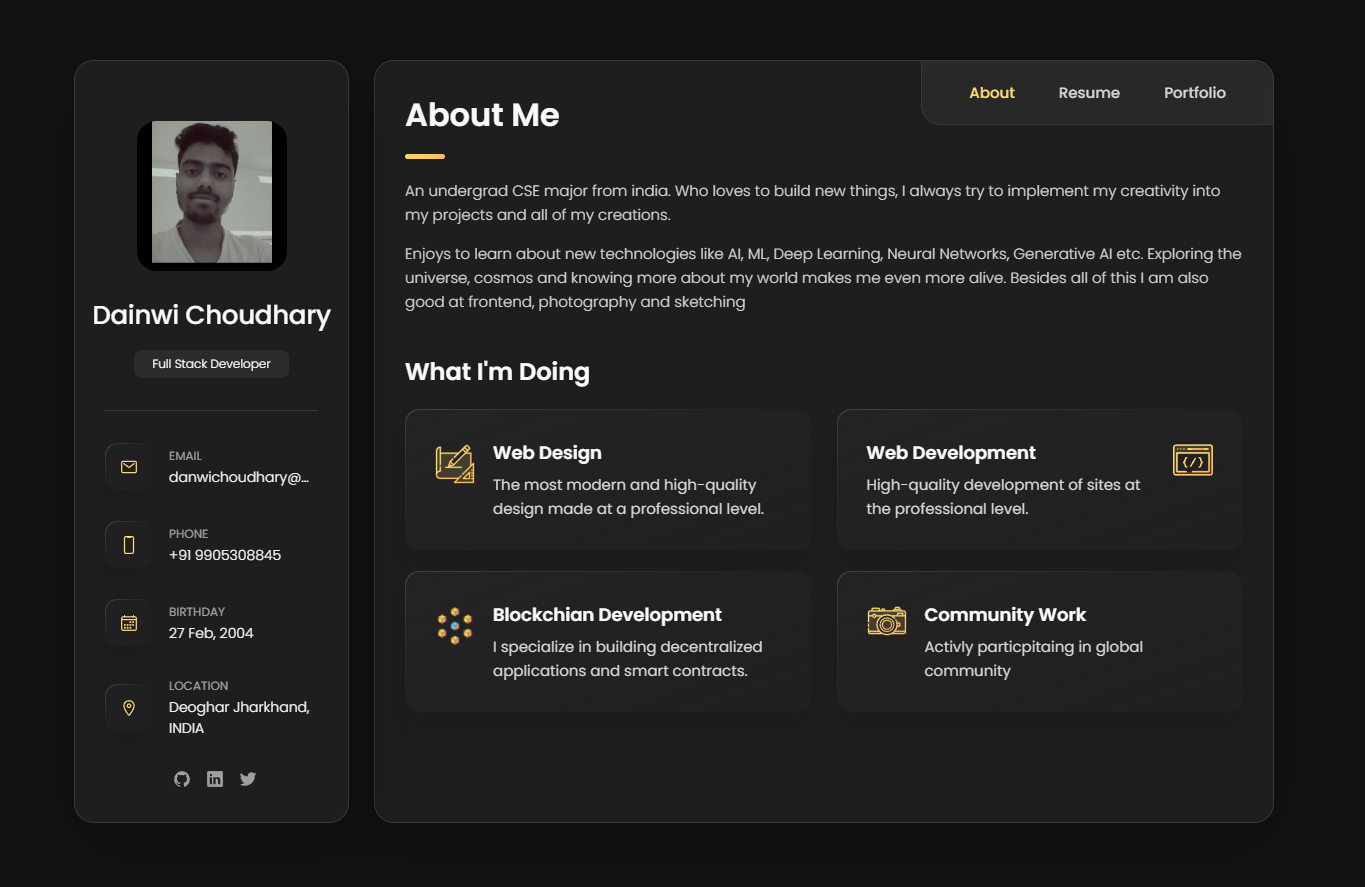 Dainwi Choudhary
Full Stack Developer
EMAIL
danwichoudhary@...
PHONE
+91 9905308845
BIRTHDAY
27 Feb, 2004
LOCATION
Deoghar Jharkhand,
INDIA
About Resume Portfolio
About Me
An undergrad CSE major from india. Who loves to build new things, I always try to implement my creativity into
my projects and all of my creations.
Enjoys to learn about new technologies like AI, ML, Deep Learning, Neural Networks, Generative AI etc. Exploring the
universe, cosmos and knowing more about my world makes me even more alive. Besides all of this I am also
good at frontend, photography and sketching
What I'm Doing
Web Design
The most modern and high-quality
design made at a professional level.
Web Development
High-quality development of sites at
the professional level.
Blockchian Development
I specialize in building decentralized
applications and smart contracts.
Community Work
Activly particpitaing in global
community